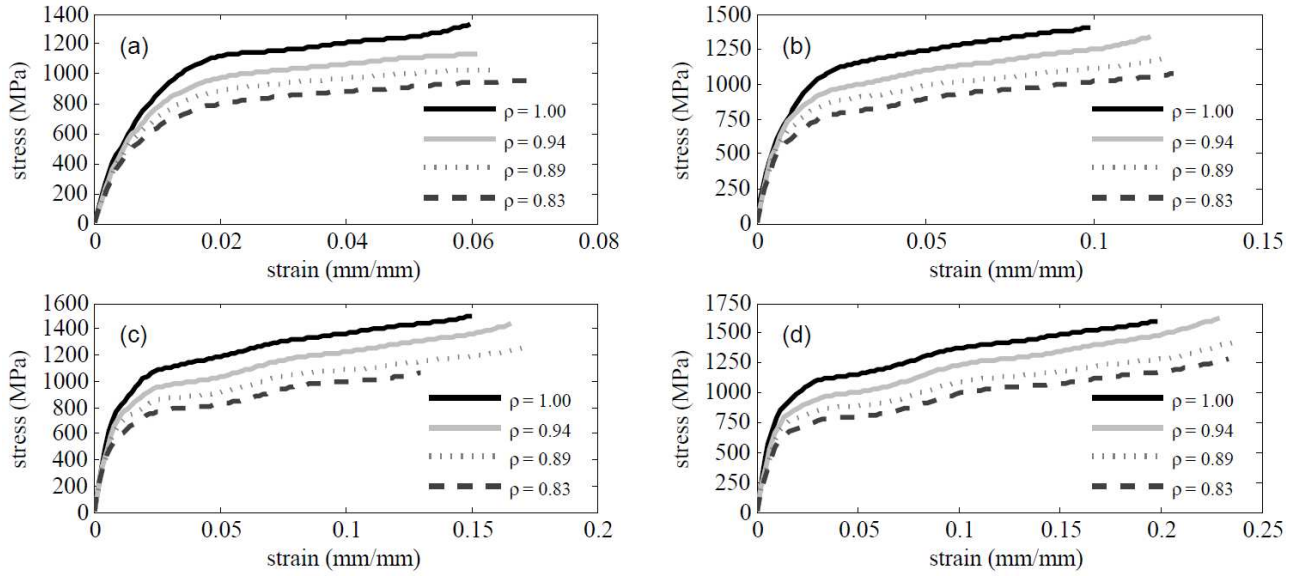 (a)
stress (MPa)
1400
1200
1000
800
600
400
200
0
ρ = 1.00
ρ = 0.94
ρ = 0.89
ρ = 0.83
0 0.02 0.04 0.06 0.08
strain (mm/mm)
(b)
stress (MPa)
1500
1250
1000
750
500
250
0
ρ = 1.00
ρ = 0.94
ρ = 0.89
ρ = 0.83
0 0.05 0.1 0.15
strain (mm/mm)
(c)
stress (MPa)
1600
1400
1200
1000
800
600
400
200
0
ρ = 1.00
ρ = 0.94
ρ = 0.89
ρ = 0.83
0 0.05 0.1 0.15 0.2
strain (mm/mm)
(d)
stress (MPa)
1750
1500
1250
1000
750
500
250
0
ρ = 1.00
ρ = 0.94
ρ = 0.89
ρ = 0.83
0 0.05 0.1 0.15 0.2 0.25
strain (mm/mm)